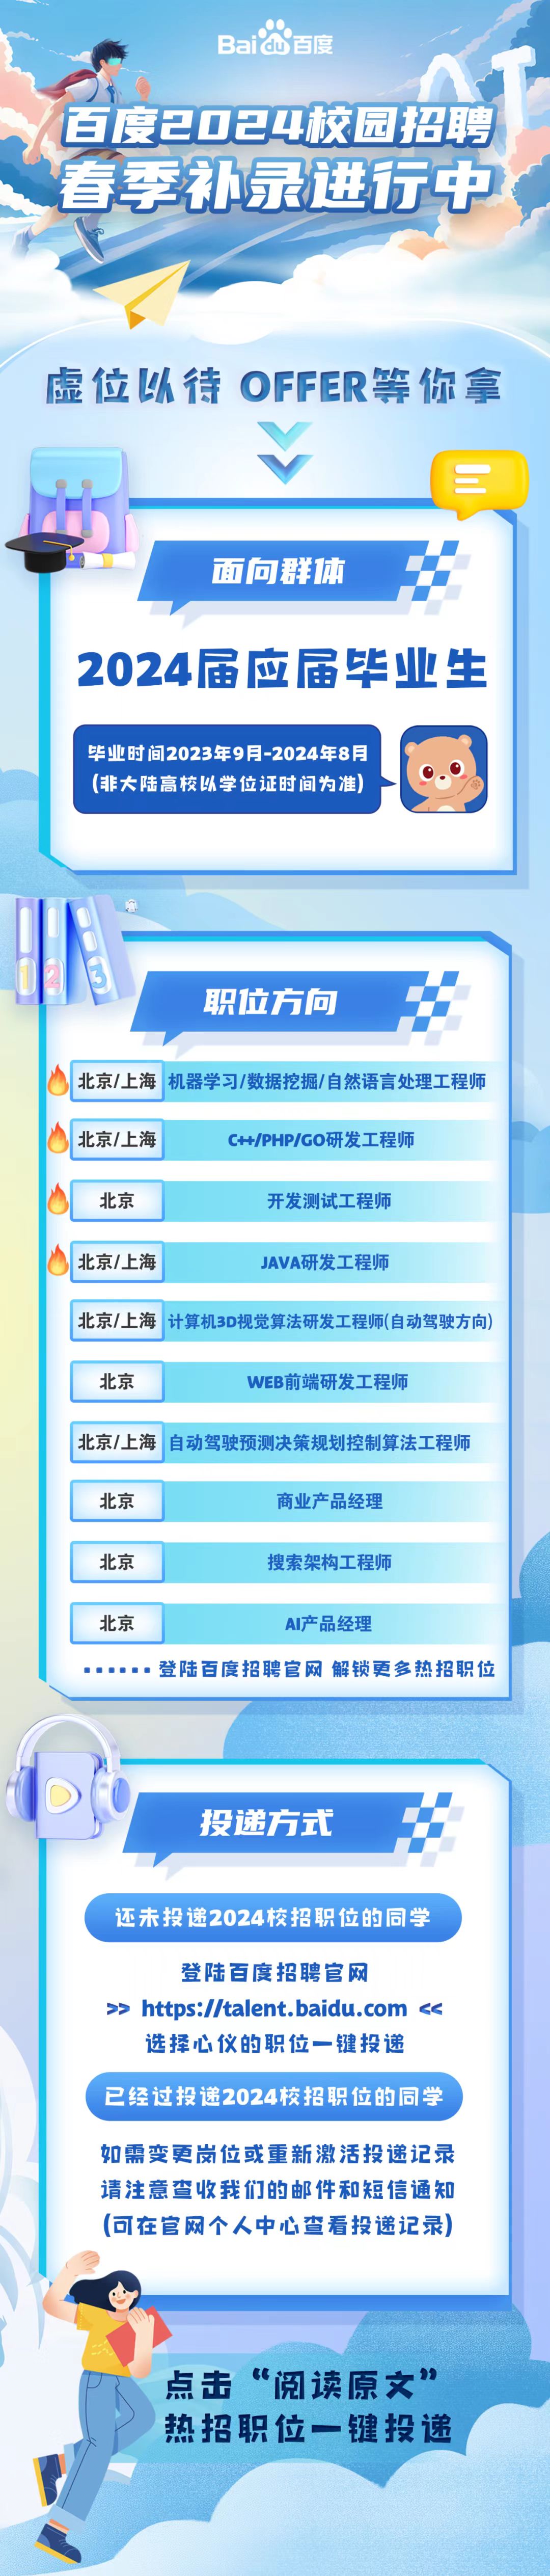 Bai du 百度
AI
百度2024校园招聘
春季补录进行中
虚位以待 OFFER等你拿
面向群体
2024届应届毕业生
毕业时间2023年9月-2024年8月
(非大陆高校以学位证时间为准)
1 2 3
职位方向
北京/上海 机器学习/数据挖掘/自然语言处理工程师
北京/上海 C++/PHP/GO研发工程师
北京 开发测试工程师
北京/上海 JAVA研发工程师
北京/上海 计算机3D视觉算法研发工程师(自动驾驶方向)
北京 WEB前端研发工程师
北京/上海 自动驾驶预测决策规划控制算法工程师
北京 商业产品经理
北京 搜索架构工程师
北京 AI产品经理
······ 登陆百度招聘官网 解锁更多热招职位
投递方式
还未投递2024校招职位的同学
登陆百度招聘官网
>> https://talent.baidu.com <<
选择心仪的职位一键投递
已经过投递2024校招职位的同学
如需变更岗位或重新激活投递记录
请注意查收我们的邮件和短信通知
(可在官网个人中心查看投递记录)
点击“阅读原文”
热招职位一键投递